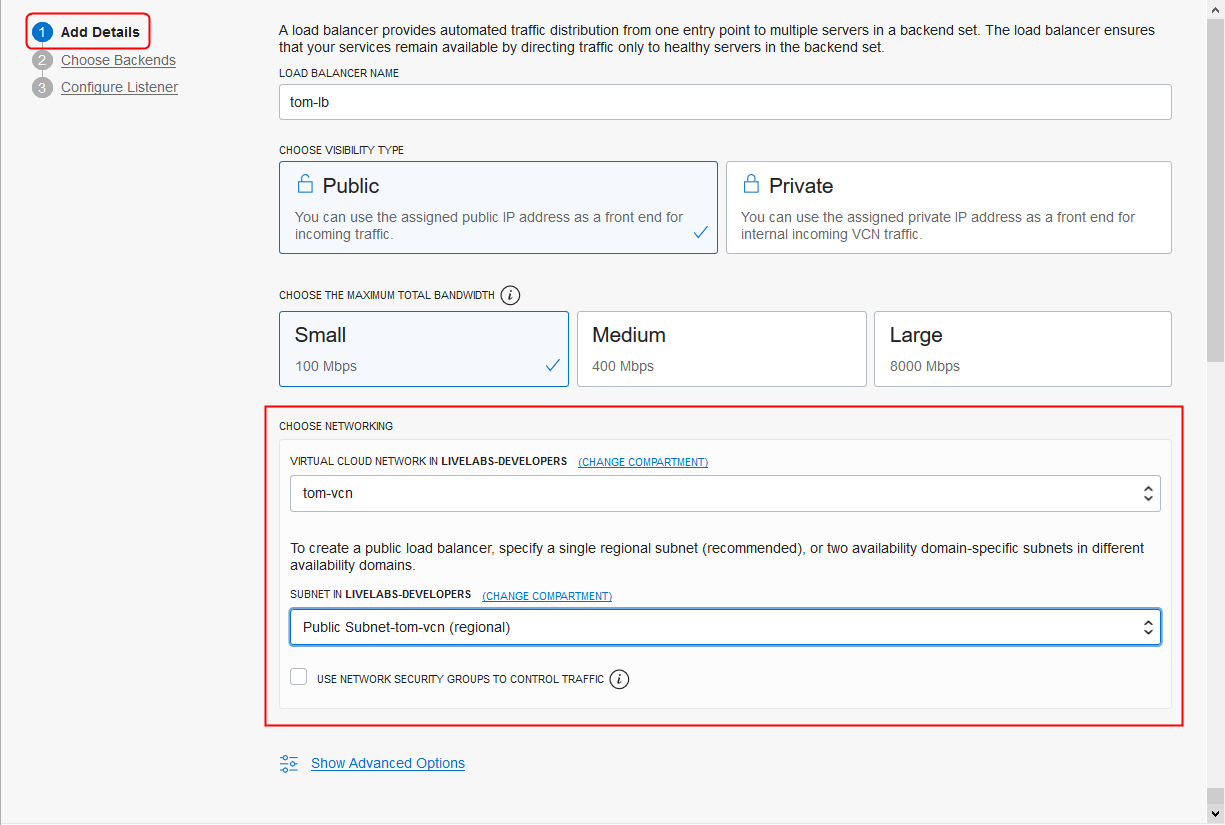 1 Add Details
2 Choose Backends
3 Configure Listener
A load balancer provides automated traffic distribution from one entry point to multiple servers in a backend set. The load balancer ensures
that your services remain available by directing traffic only to healthy servers in the backend set.
LOAD BALANCER NAME
tom-lb
CHOOSE VISIBILITY TYPE
Public
You can use the assigned public IP address as a front end for
incoming traffic.
Private
You can use the assigned private IP address as a front end for
internal incoming VCN traffic.
CHOOSE THE MAXIMUM TOTAL BANDWIDTH i
Small
100 Mbps
Medium
400 Mbps
Large
8000 Mbps
CHOOSE NETWORKING
VIRTUAL CLOUD NETWORK IN LIVELABS-DEVELOPERS (CHANGE COMPARTMENT)
tom-vcn
To create a public load balancer, specify a single regional subnet (recommended), or two availability domain-specific subnets in different
availability domains.
SUBNET IN LIVELABS-DEVELOPERS (CHANGE COMPARTMENT)
Public Subnet-tom-vcn (regional)
USE NETWORK SECURITY GROUPS TO CONTROL TRAFFIC i
Show Advanced Options